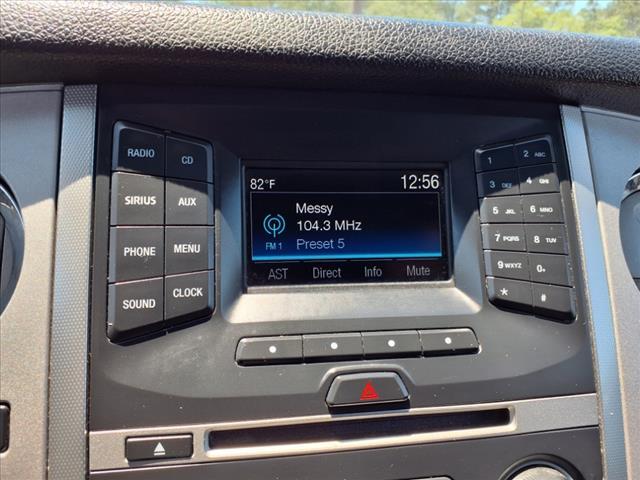 RADIO CD
SIRIUS AUX
PHONE MENU
SOUND CLOCK
82°F 12:56
Messy
104.3 MHz
FM 1 Preset 5
AST Direct Info Mute
1 2 ABC
3 DEF 4 GHI
5 JKL 6 MNO
7 PQRS 8 TUV
9 WXYZ 0
* #